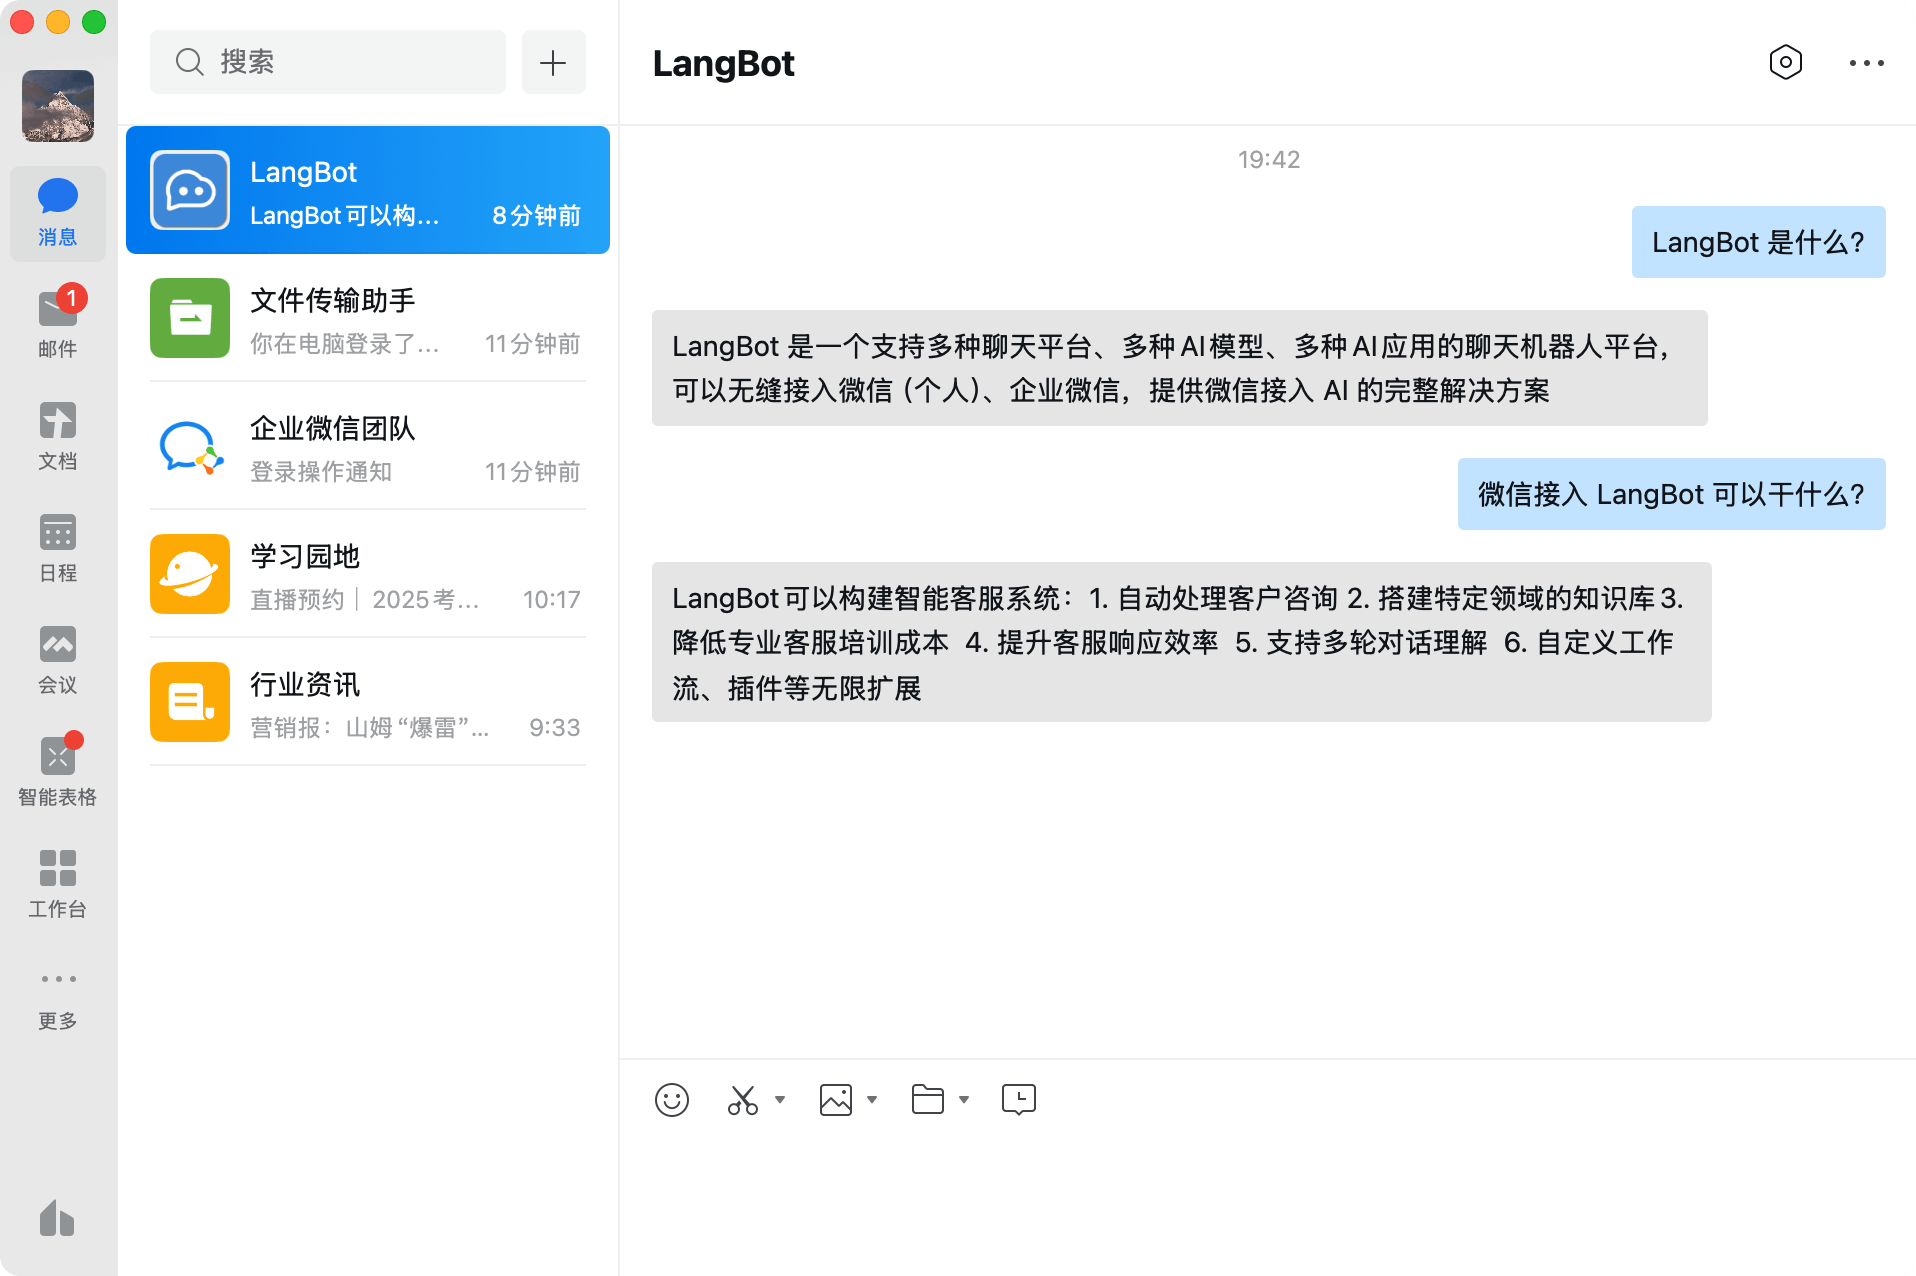 消息
1
邮件
文档
日程
会议
智能表格
工作台
更多
搜索
LangBot
LangBot 可以构... 8分钟前
文件传输助手
你在电脑登录了... 11分钟前
企业微信团队
登录操作通知 11分钟前
学习园地
直播预约｜2025考... 10:17
行业资讯
营销报：山姆“爆雷”... 9:33
LangBot
19:42
LangBot 是什么?
LangBot 是一个支持多种聊天平台、多种AI模型、多种AI应用的聊天机器人平台，
可以无缝接入微信 (个人)、企业微信，提供微信接入 AI 的完整解决方案
微信接入 LangBot 可以干什么?
LangBot可以构建智能客服系统：1. 自动处理客户咨询 2. 搭建特定领域的知识库3.
降低专业客服培训成本 4. 提升客服响应效率 5. 支持多轮对话理解 6. 自定义工作
流、插件等无限扩展